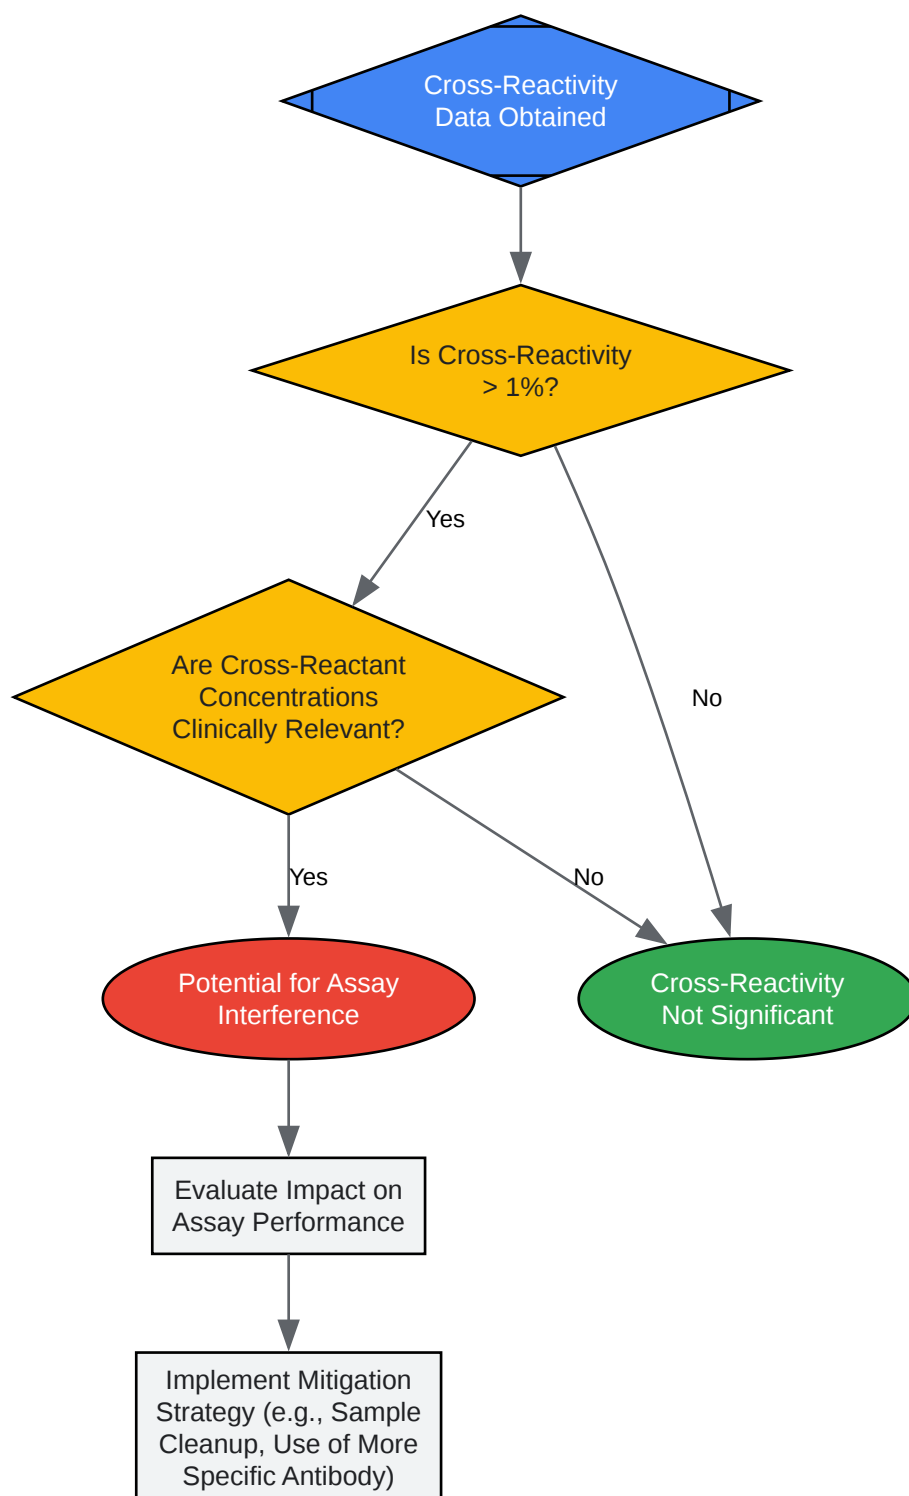 Cross-Reactivity
Data Obtained
Is Cross-Reactivity
> 1%?
Yes
No
Are Cross-Reactant
Concentrations
Clinically Relevant?
Yes
No
Potential for Assay
Interference
Cross-Reactivity
Not Significant
Evaluate Impact on
Assay Performance
Implement Mitigation
Strategy (e.g., Sample
Cleanup, Use of More
Specific Antibody)